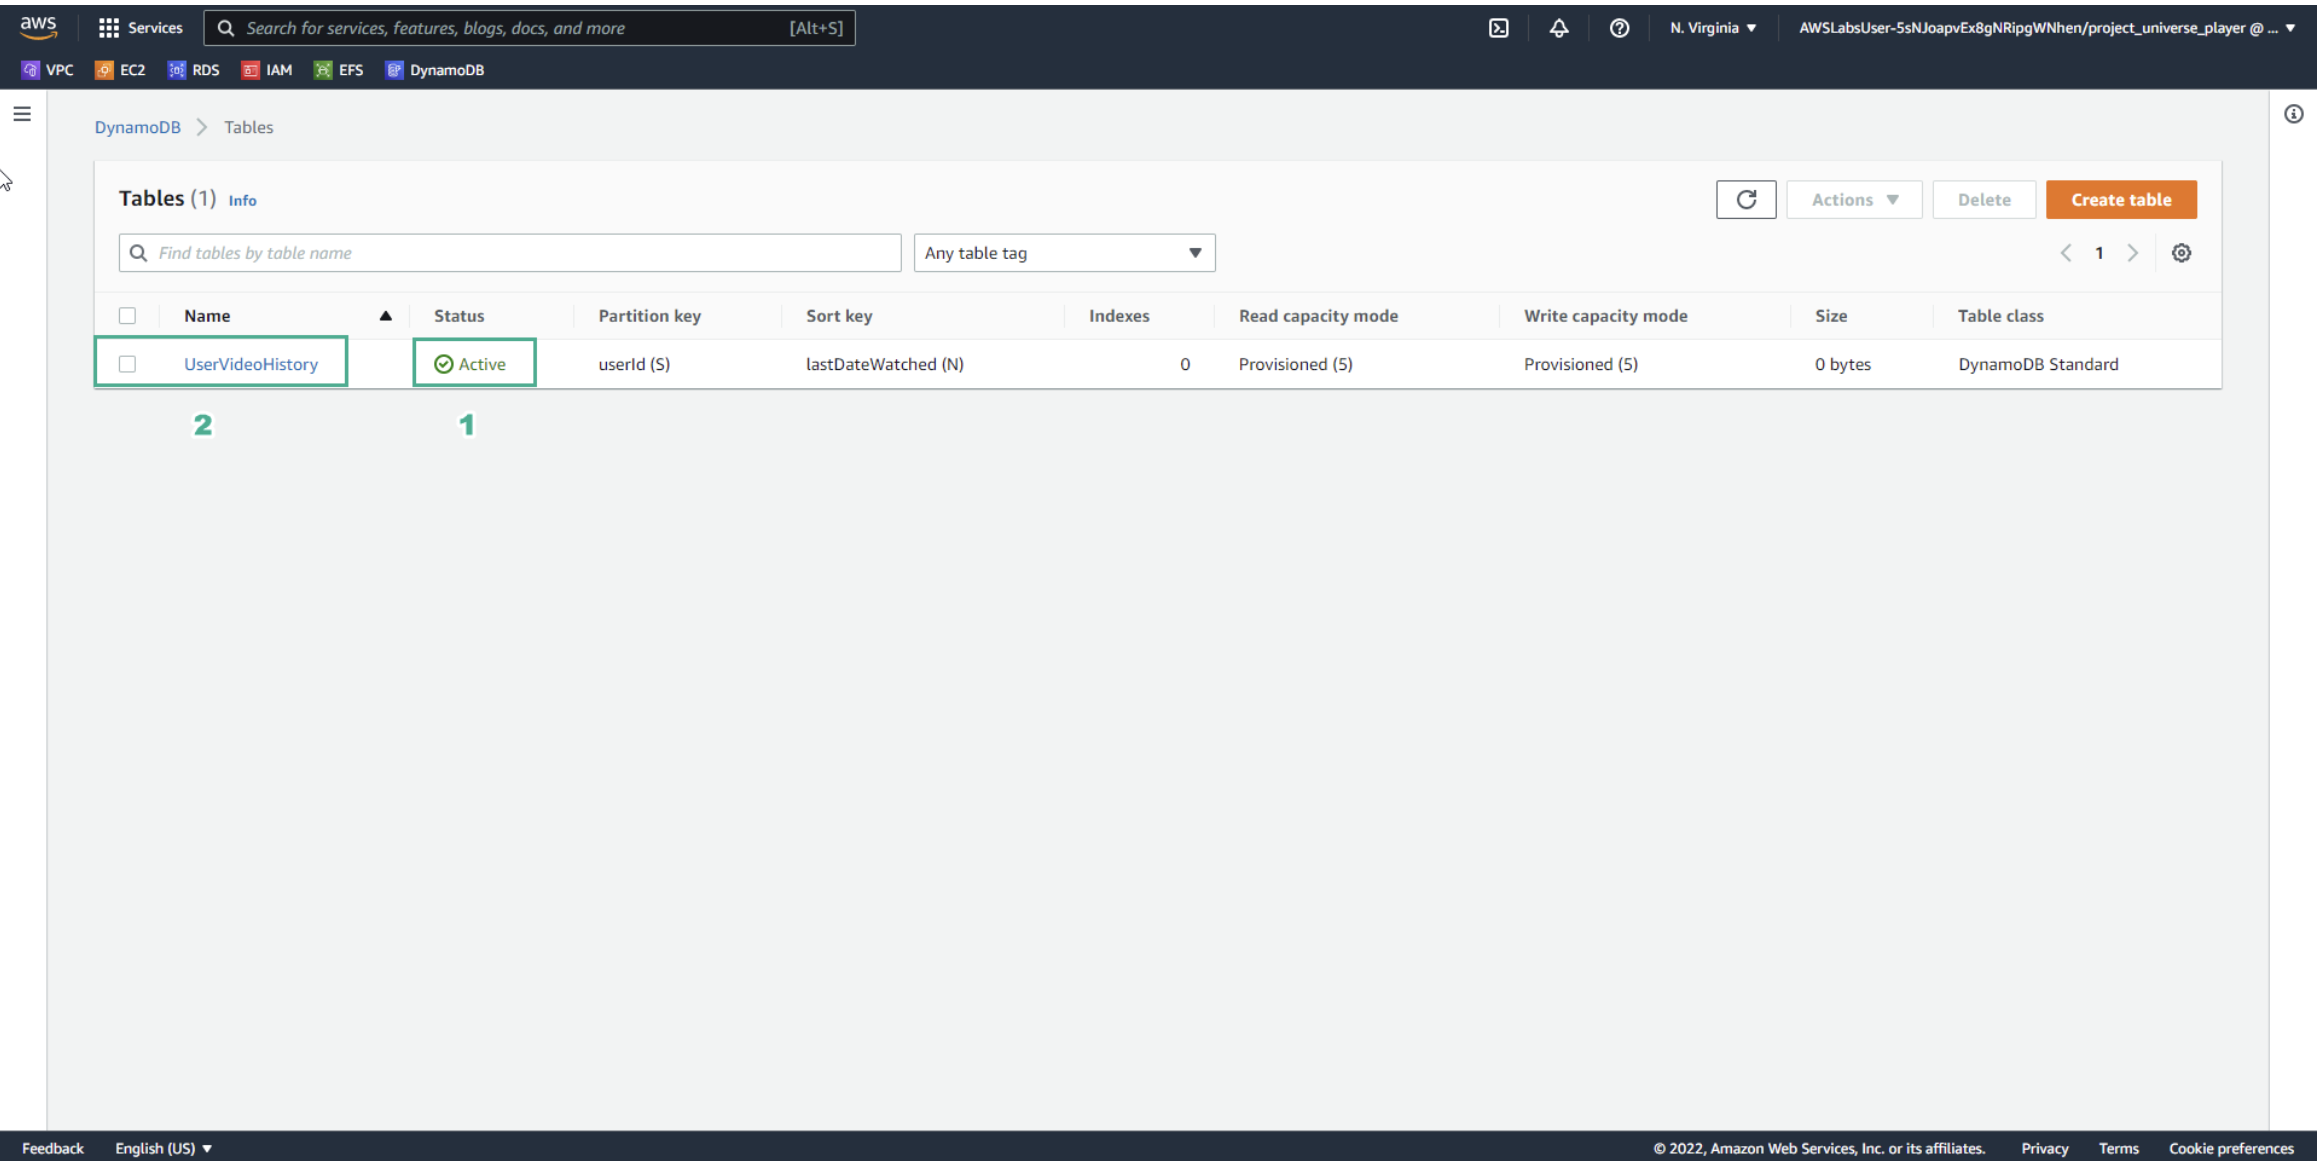 aws Services Search for services, features, blogs, docs, and more [Alt+S] N. Virginia ▼ AWSLabsUser-5sNJoapvEx8gNRipgWNhen/project_universe_player @ ... ▼
VPC EC2 RDS IAM EFS DynamoDB
DynamoDB > Tables
Tables (1) Info Actions ▼ Delete Create table
Find tables by table name Any table tag ▼ < 1 >
Name ▲ Status Partition key Sort key Indexes Read capacity mode Write capacity mode Size Table class
UserVideoHistory Active userId (S) lastDateWatched (N) 0 Provisioned (5) Provisioned (5) 0 bytes DynamoDB Standard
2 1
Feedback English (US) ▼ © 2022, Amazon Web Services, Inc. or its affiliates. Privacy Terms Cookie preferences